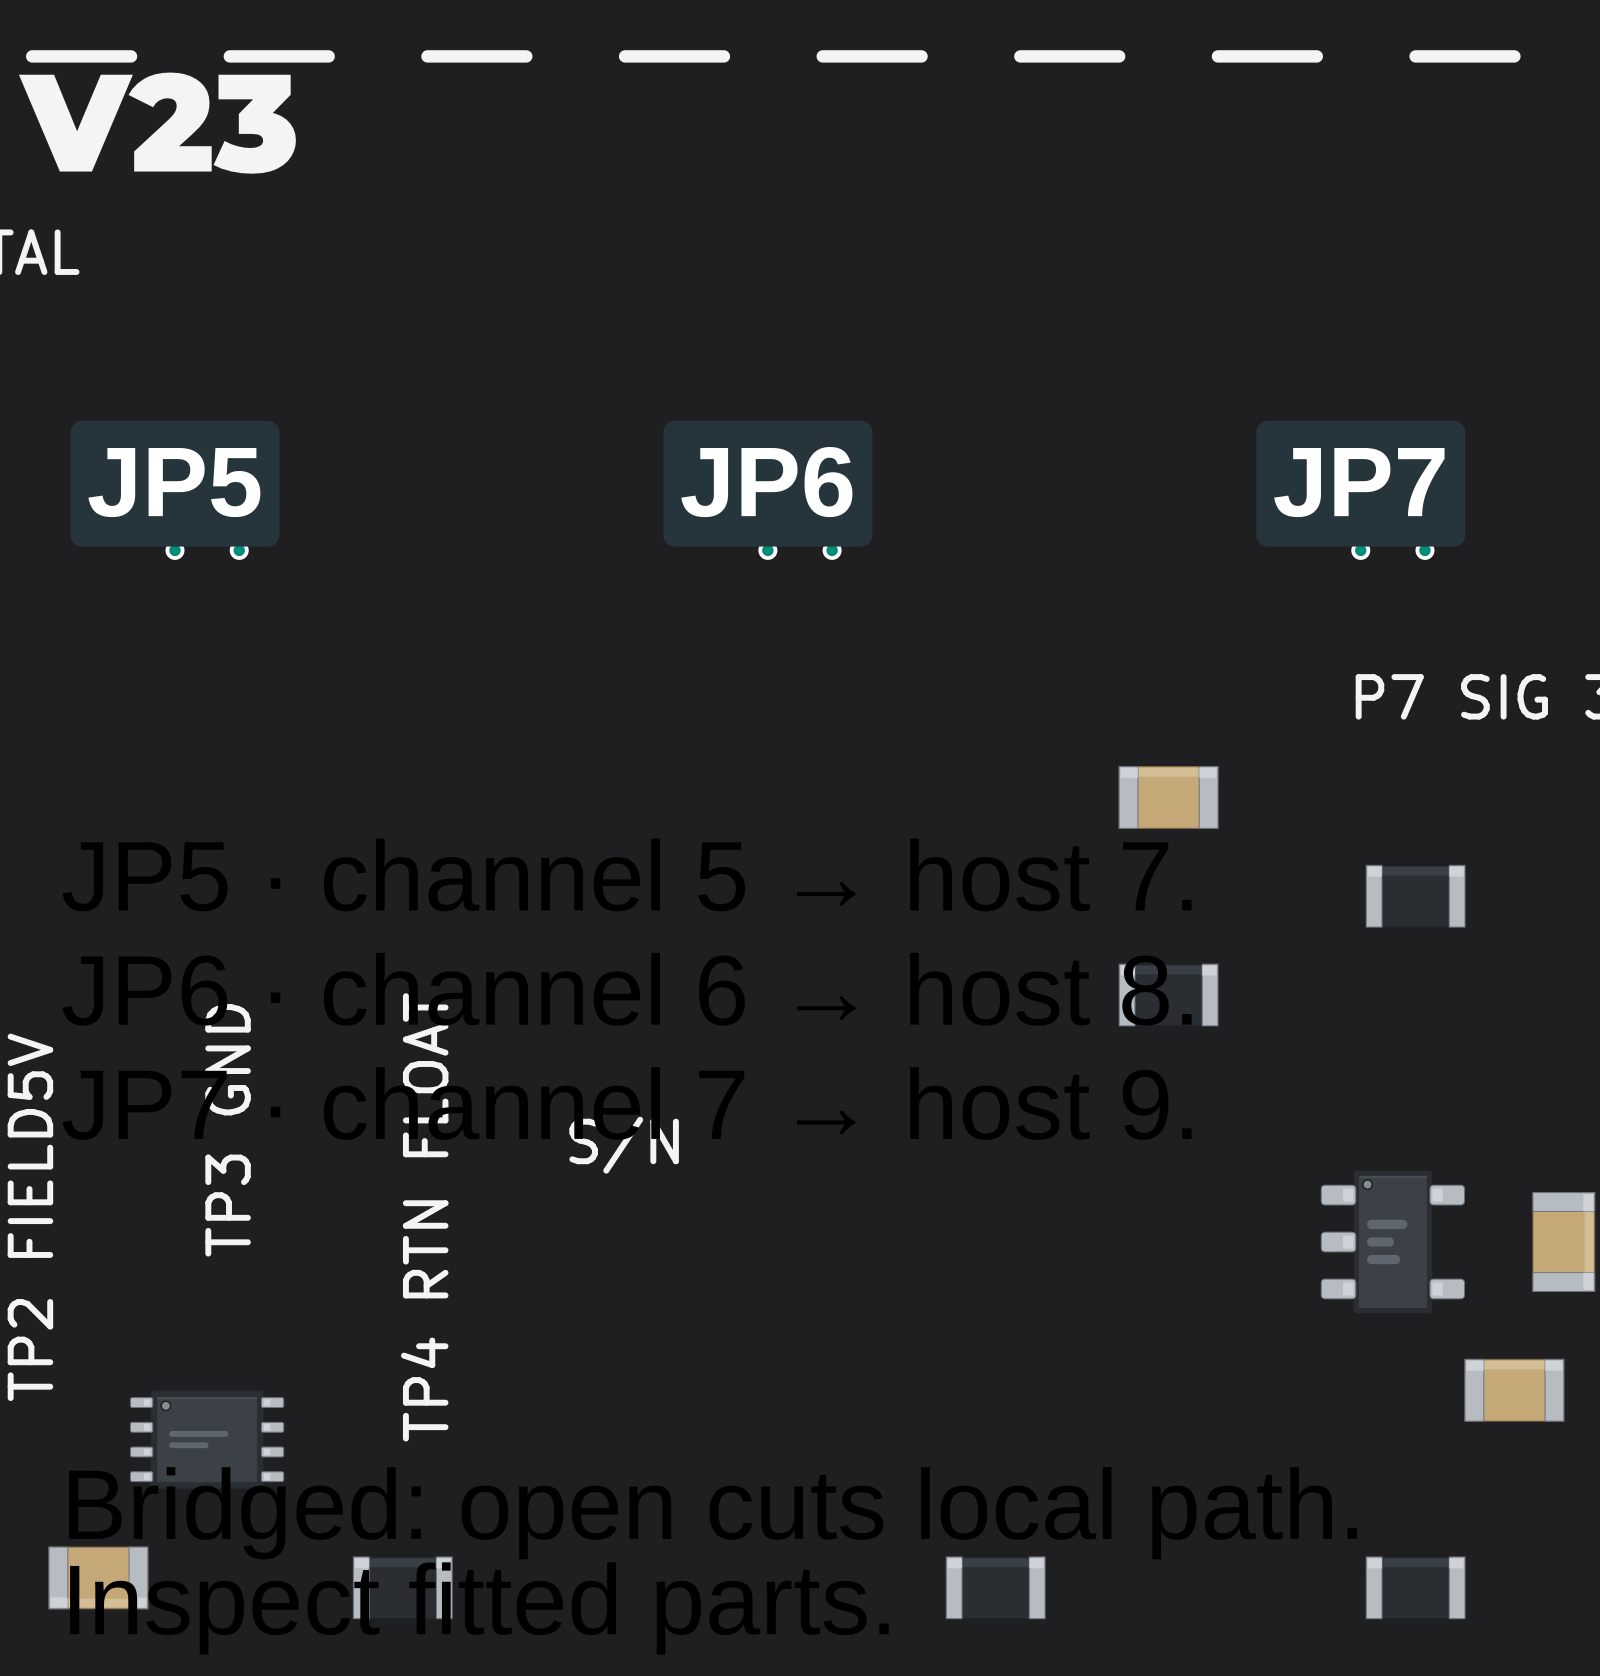 V23
TAL
JP5
JP6
JP7
P7 SIG 3
JP5 · channel 5 → host 7.
JP6 · channel 6 → host 8.
JP7 · channel 7 → host 9.
TP2 FIELD5V
TP3 GND
TP4 RTN FLOAT
S/N
Bridged: open cuts local path.
Inspect fitted parts.